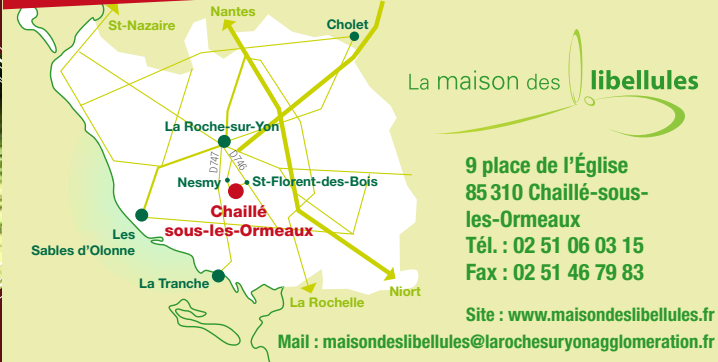 St-Nazaire
Nantes
Cholet
La Roche-sur-Yon
D747
D746
Nesmy
St-Florent-des-Bois
Chaillé
sous-les-Ormeaux
Les
Sables d'Olonne
La Tranche
La Rochelle
Niort
La maison des libellules
9 place de l'Église
85 310 Chaillé-sous-
les-Ormeaux
Tél. : 02 51 06 03 15
Fax : 02 51 46 79 83
Site : www.maisondeslibellules.fr
Mail : maisondeslibellules@larochesuryonagglomeration.fr